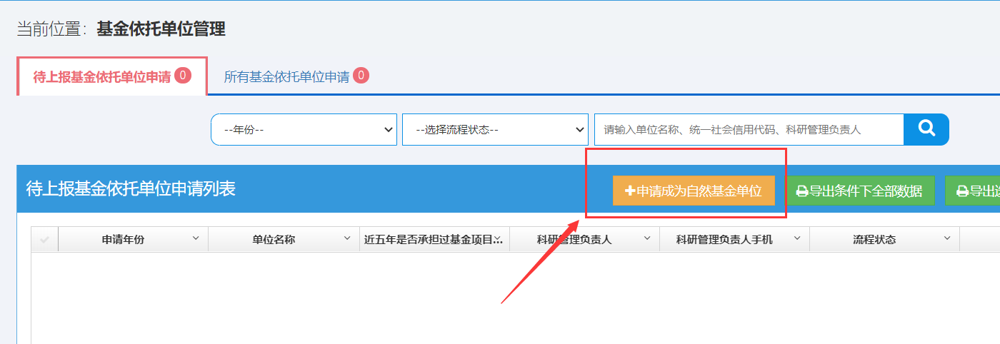 当前位置：基金依托单位管理
待上报基金依托单位申请 0 所有基金依托单位申请 0
--年份-- --选择流程状态-- 请输入单位名称、统一社会信用代码、科研管理负责人
待上报基金依托单位申请列表 申请成为自然基金单位 导出条件下全部数据 导出
申请年份 单位名称 近五年是否承担过基金项目... 科研管理负责人 科研管理负责人手机 流程状态